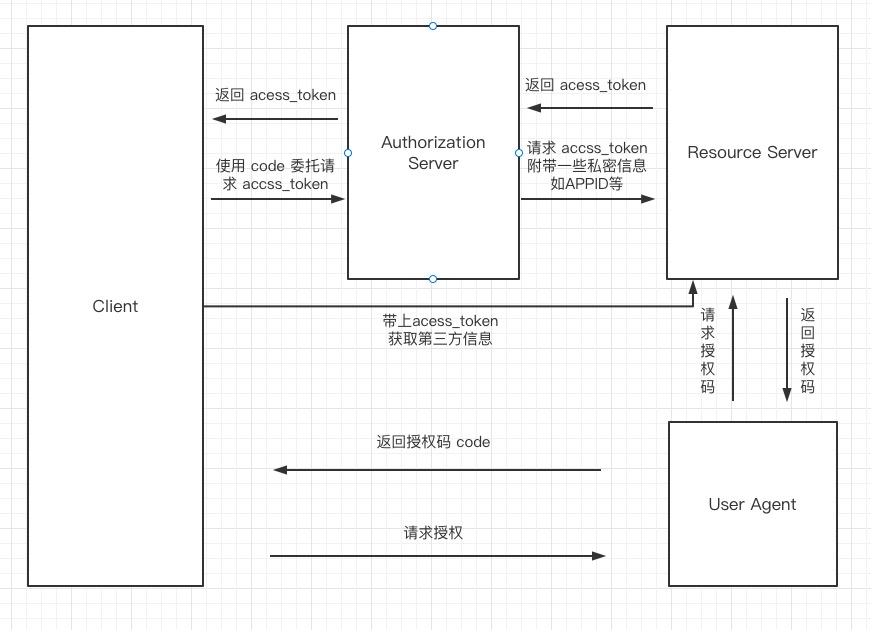 返回 acess_token
返回 acess_token
Authorization
Server
请求 accss_token
附带一些私密信息
如APPID等
Resource Server
使用 code 委托请
求 accss_token
Client
带上acess_token
获取第三方信息
请
求
授
权
码
返
回
授
权
码
返回授权码 code
User Agent
请求授权